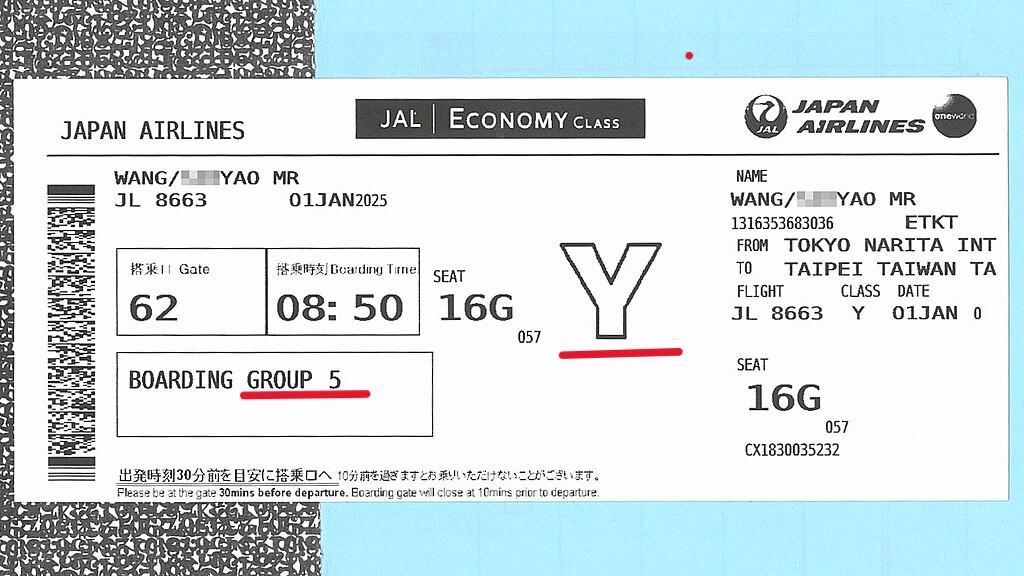 JAPAN AIRLINES
JAL | ECONOMY CLASS
JAL
JAPAN AIRLINES
oneworld
WANG/ YAO MR
JL 8663 01JAN2025
搭乗口 Gate
62
搭乗時刻 Boarding Time
08: 50
SEAT
16G
057
Y
BOARDING GROUP 5
出発時刻30分前を目安に搭乗口へ 10分前を過ぎますとお乗りいただけないことがございます。
Please be at the gate 30mins before departure. Boarding gate will close at 10mins prior to departure.
NAME
WANG/ YAO MR
1316353683036 ETKT
FROM TOKYO NARITA INT
TO TAIPEI TAIWAN TA
FLIGHT CLASS DATE
JL 8663 Y 01JAN 0
SEAT
16G
057
CX1830035232